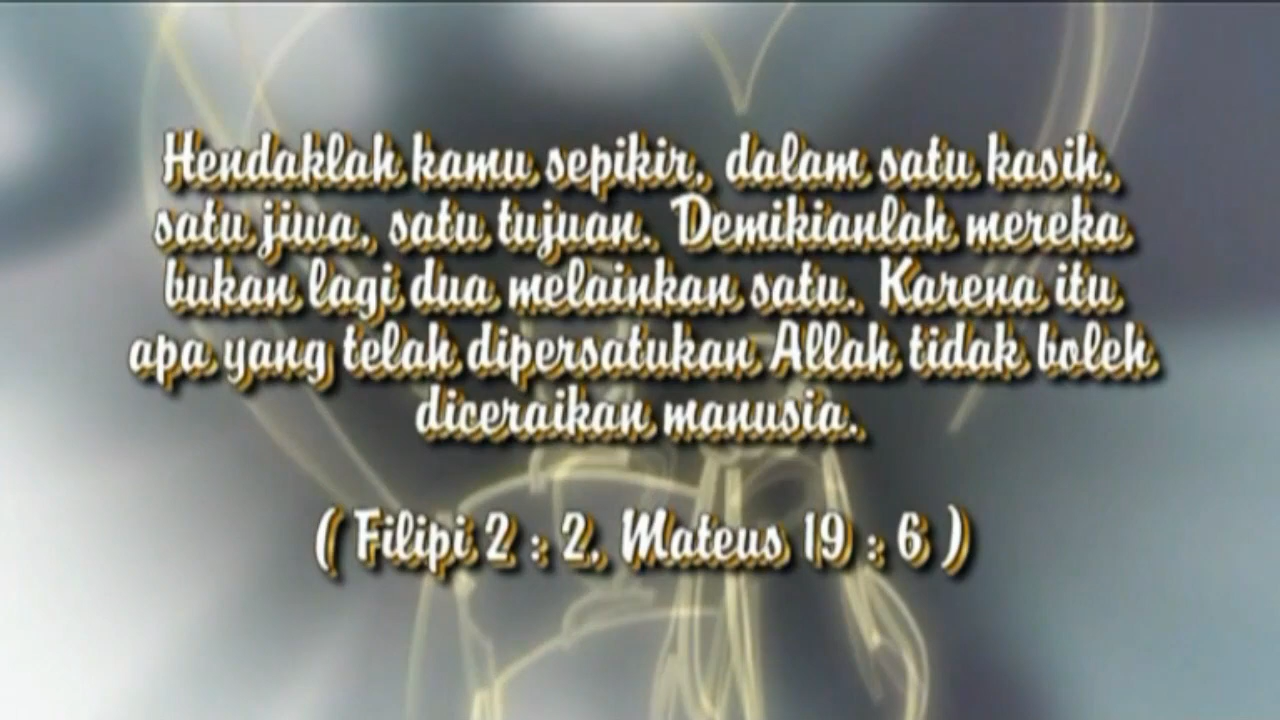 Hendaklah kamu sepikir, dalam satu kasih,
satu jiwa, satu tujuan. Demikianlah mereka
bukan lagi dua melainkan satu. Karena itu
apa yang telah dipersatukan Allah tidak boleh
diceraikan manusia.
( Filipi 2 : 2, Mateus 19 : 6 )